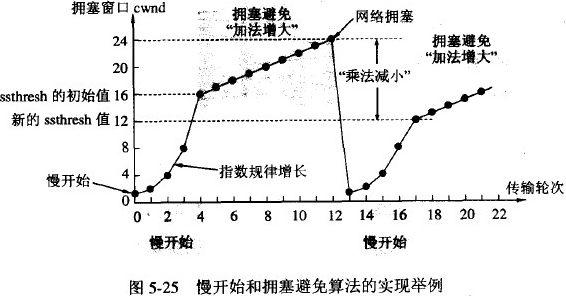 拥塞窗口 cwnd
拥塞避免
“加法增大”
网络拥塞
拥塞避免
“加法增大”
“乘法减小”
24
20
ssthresh 的初始值
16
新的 ssthresh 值
12
8
4
0
慢开始
指数规律增长
0 2 4 6 8 10 12 14 16 18 20 22
传输轮次
慢开始
慢开始
图 5-25 慢开始和拥塞避免算法的实现举例